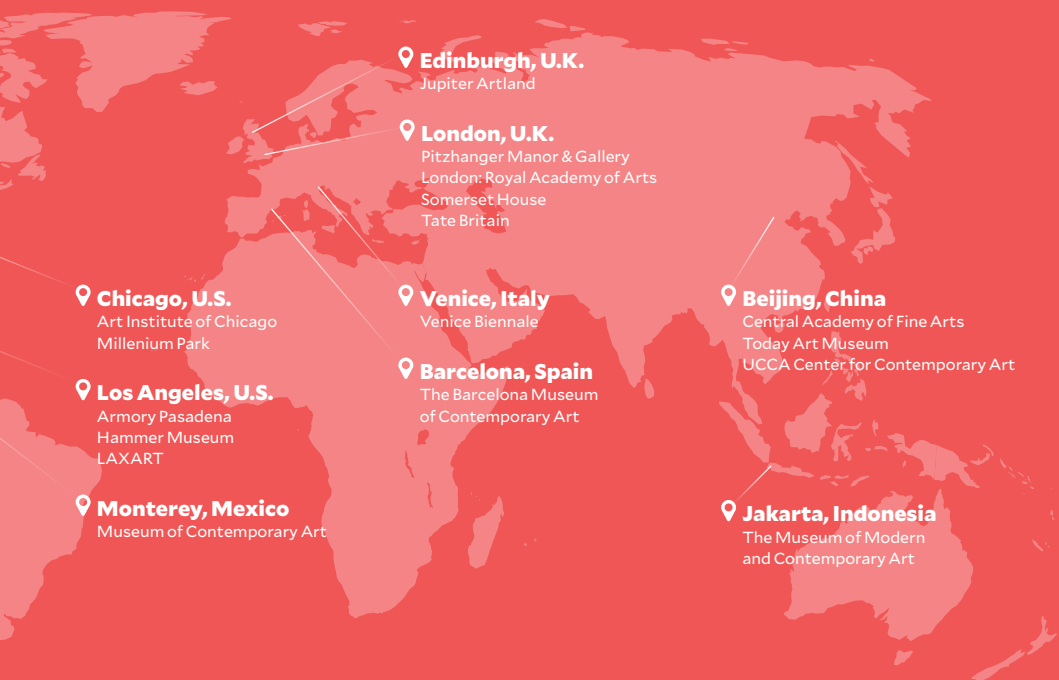 Edinburgh, U.K.
Jupiter Artland
London, U.K.
Pitzhanger Manor & Gallery
London: Royal Academy of Arts
Somerset House
Tate Britain
Chicago, U.S.
Art Institute of Chicago
Millenium Park
Los Angeles, U.S.
Armory Pasadena
Hammer Museum
LAXART
Monterey, Mexico
Museum of Contemporary Art
Venice, Italy
Venice Biennale
Barcelona, Spain
The Barcelona Museum
of Contemporary Art
Beijing, China
Central Academy of Fine Arts
Today Art Museum
UCCA Center for Contemporary Art
Jakarta, Indonesia
The Museum of Modern
and Contemporary Art